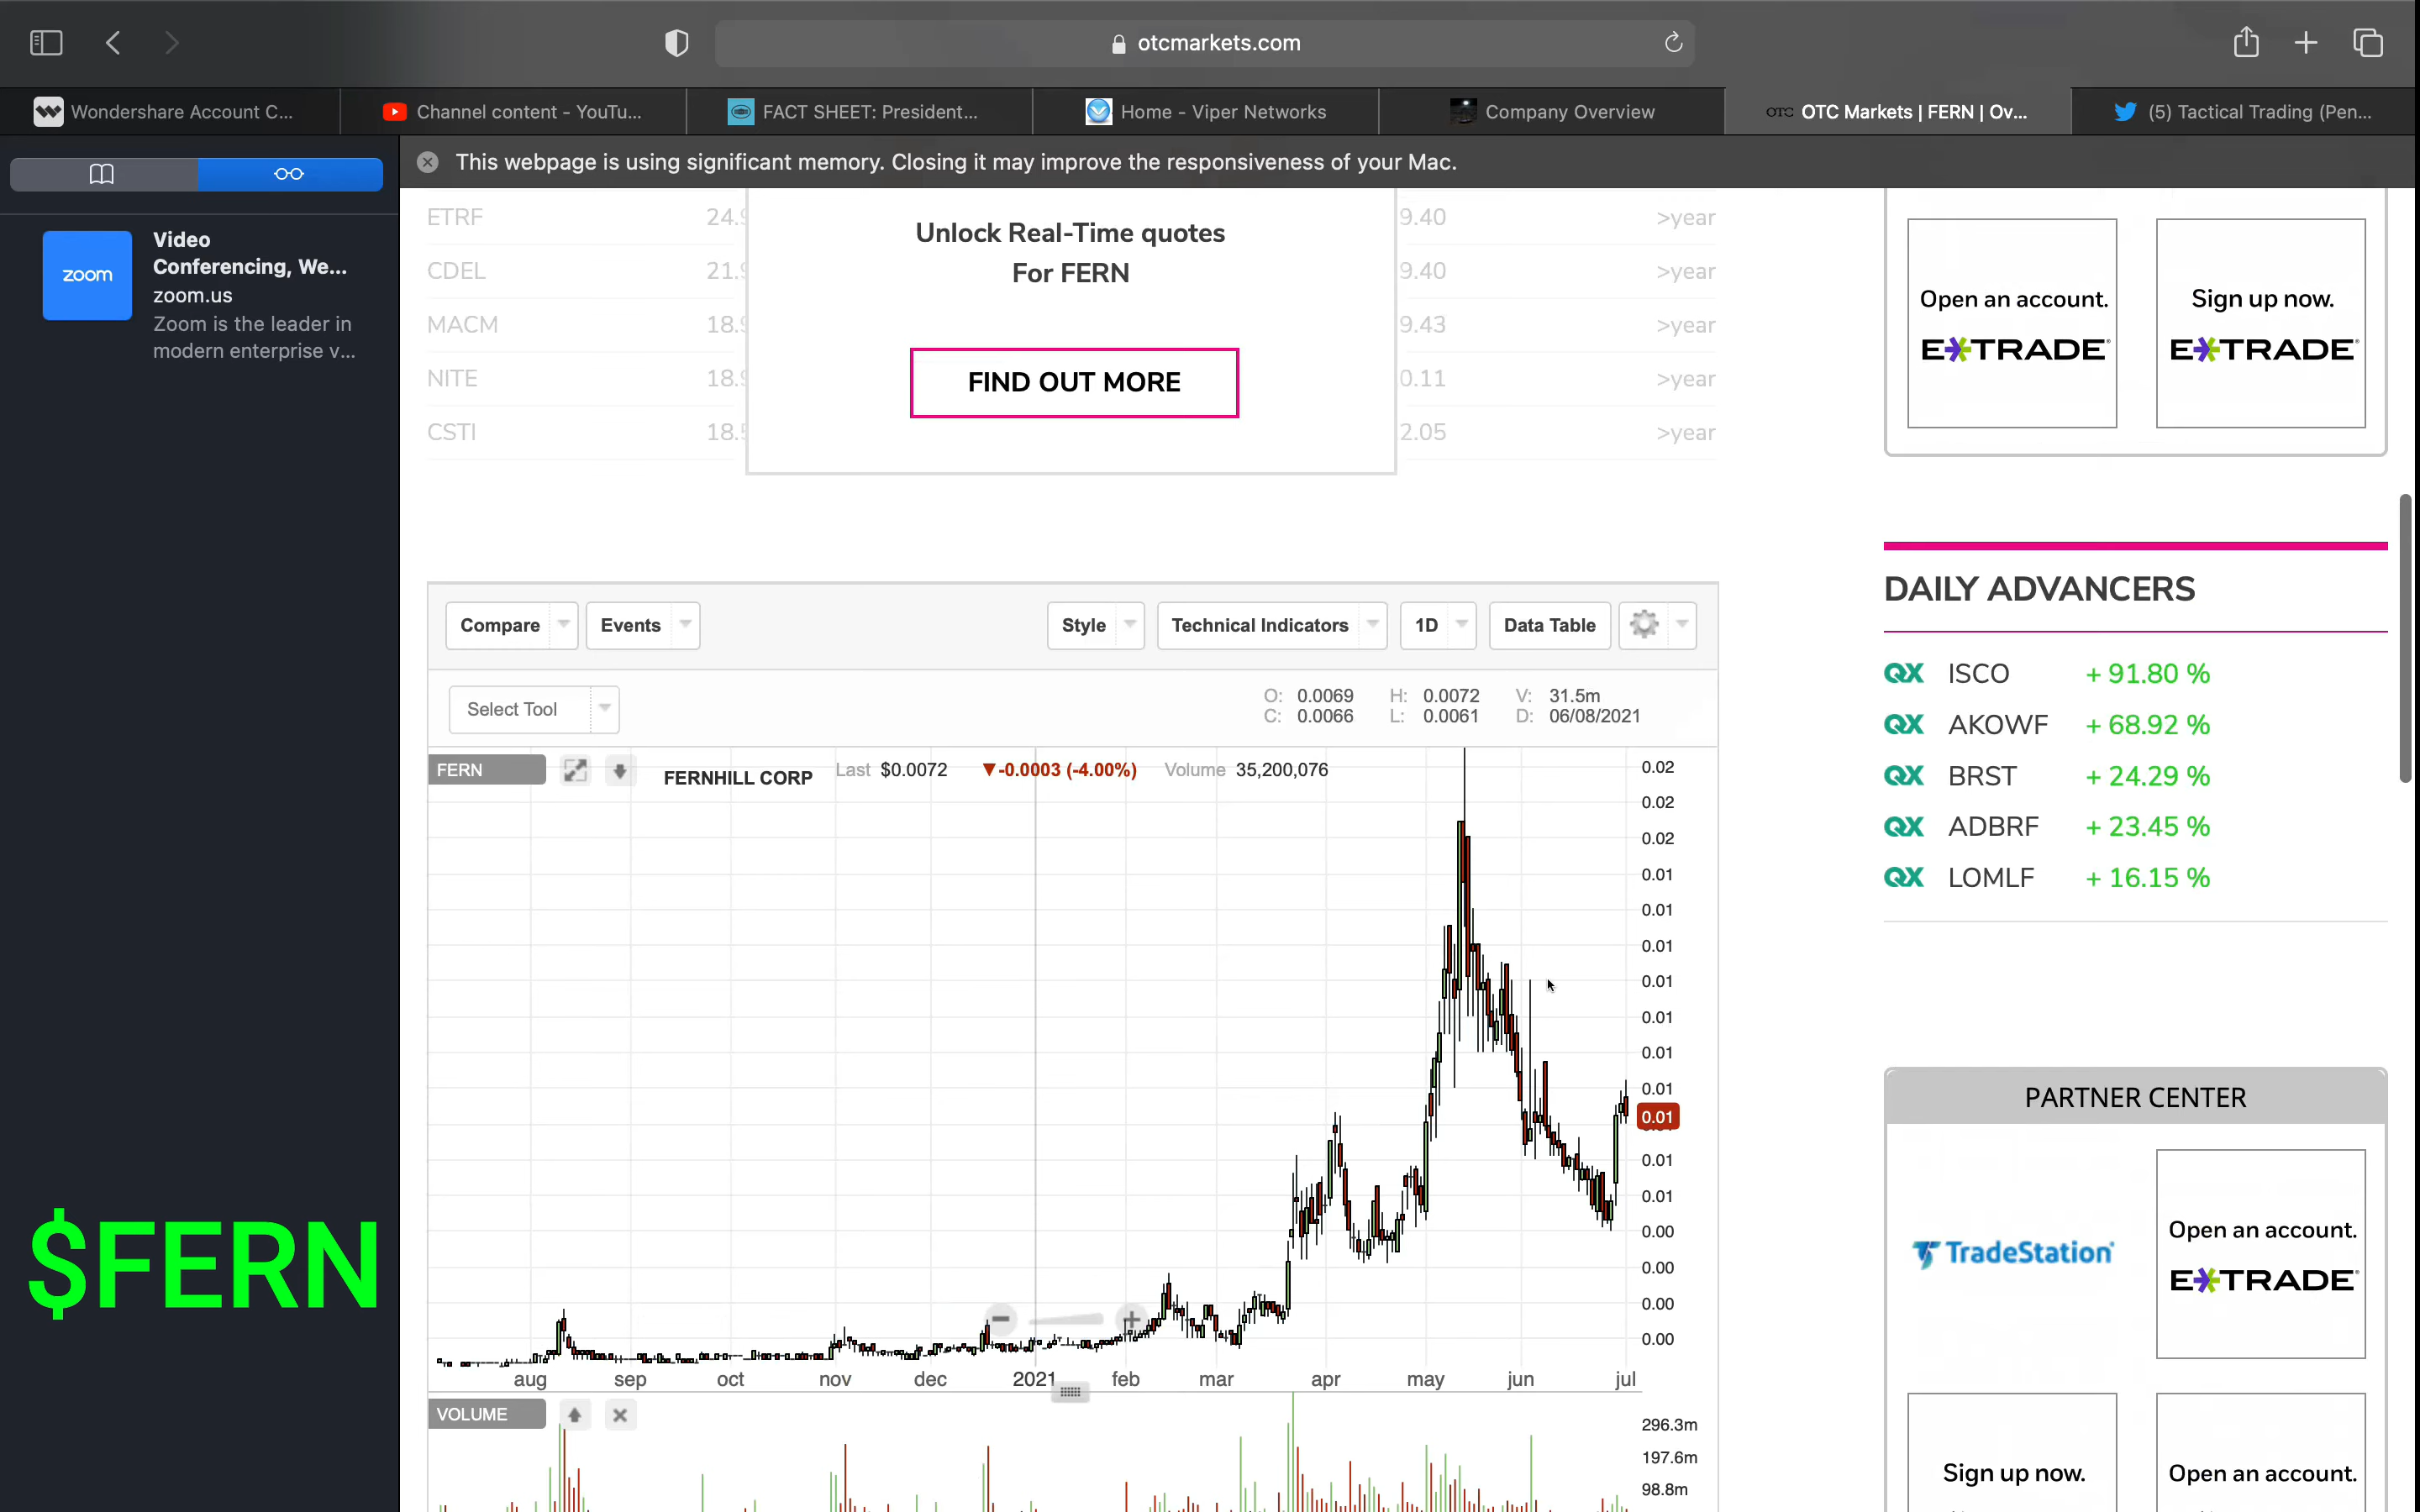 otcmarkets.com
Wondershare Account C...
Channel content - YouTu...
FACT SHEET: President...
Home - Viper Networks
Company Overview
OTC OTC Markets | FERN | Ov...
(5) Tactical Trading (Pen...
This webpage is using significant memory. Closing it may improve the responsiveness of your Mac.
zoom
Video
Conferencing, We...
zoom.us
Zoom is the leader in
modern enterprise v...
$FERN
ETRF 24.9 9.40 >year
CDEL 21.9 9.40 >year
MACM 18.9 9.43 >year
NITE 18.9 0.11 >year
CSTI 18.5 2.05 >year
Unlock Real-Time quotes
For FERN
FIND OUT MORE
Open an account.
E*TRADE
Sign up now.
E*TRADE
Compare Events Style Technical Indicators 1D Data Table
Select Tool
O: 0.0069 H: 0.0072 V: 31.5m
C: 0.0066 L: 0.0061 D: 06/08/2021
FERN FERNHILL CORP Last $0.0072 ▼-0.0003 (-4.00%) Volume 35,200,076
0.02
0.02
0.02
0.01
0.01
0.01
0.01
0.01
0.01
0.01
0.01
0.01
0.01
0.00
0.00
0.00
0.00
aug sep oct nov dec 2021 feb mar apr may jun jul
VOLUME
296.3m
197.6m
98.8m
DAILY ADVANCERS
QX ISCO + 91.80 %
QX AKOWF + 68.92 %
QX BRST + 24.29 %
QX ADBRF + 23.45 %
QX LOMLF + 16.15 %
PARTNER CENTER
TradeStation
Open an account.
E*TRADE
Sign up now.
Open an account.